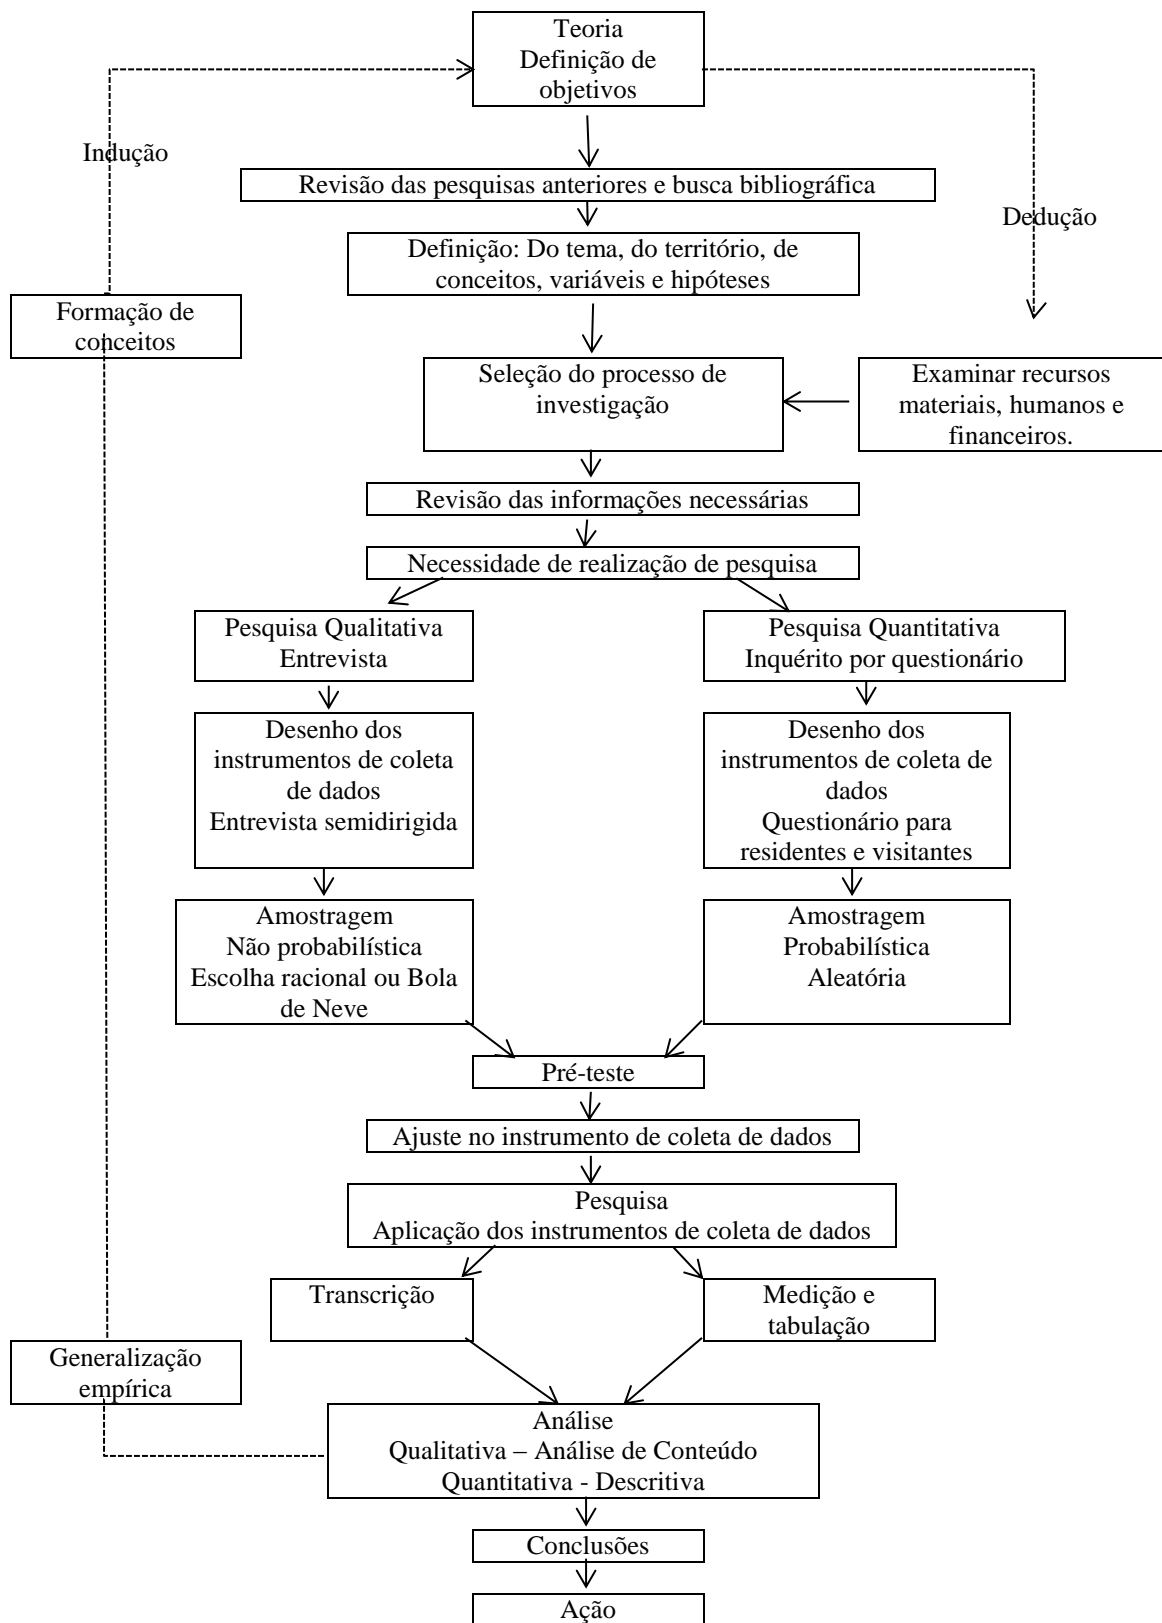 Teoria
Definição de
objetivos
Indução
Revisão das pesquisas anteriores e busca bibliográfica
Dedução
Definição: Do tema, do território, de
conceitos, variáveis e hipóteses
Formação de
conceitos
Seleção do processo de
investigação
Examinar recursos
materiais, humanos e
financeiros.
Revisão das informações necessárias
Necessidade de realização de pesquisa
Pesquisa Qualitativa
Entrevista
Pesquisa Quantitativa
Inquérito por questionário
Desenho dos
instrumentos de coleta
de dados
Entrevista semidirigida
Desenho dos
instrumentos de coleta de
dados
Questionário para
residentes e visitantes
Amostragem
Não probabilística
Escolha racional ou Bola
de Neve
Amostragem
Probabilística
Aleatória
Pré-teste
Ajuste no instrumento de coleta de dados
Pesquisa
Aplicação dos instrumentos de coleta de dados
Transcrição
Medição e
tabulação
Generalização
empírica
Análise
Qualitativa – Análise de Conteúdo
Quantitativa - Descritiva
Conclusões
Ação